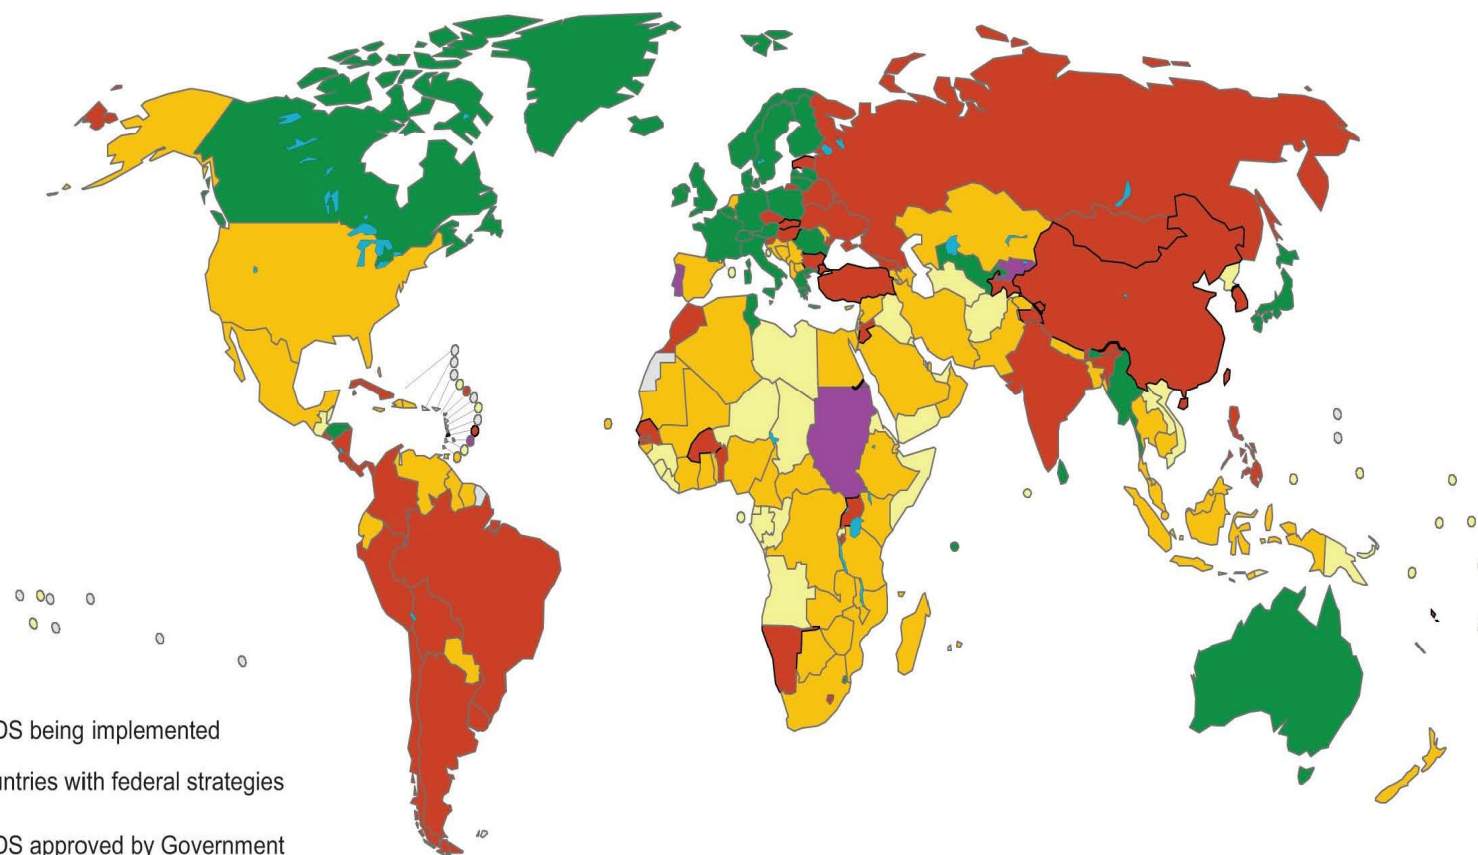 DS being implemented
ntries with federal strategies
DS approved by Government